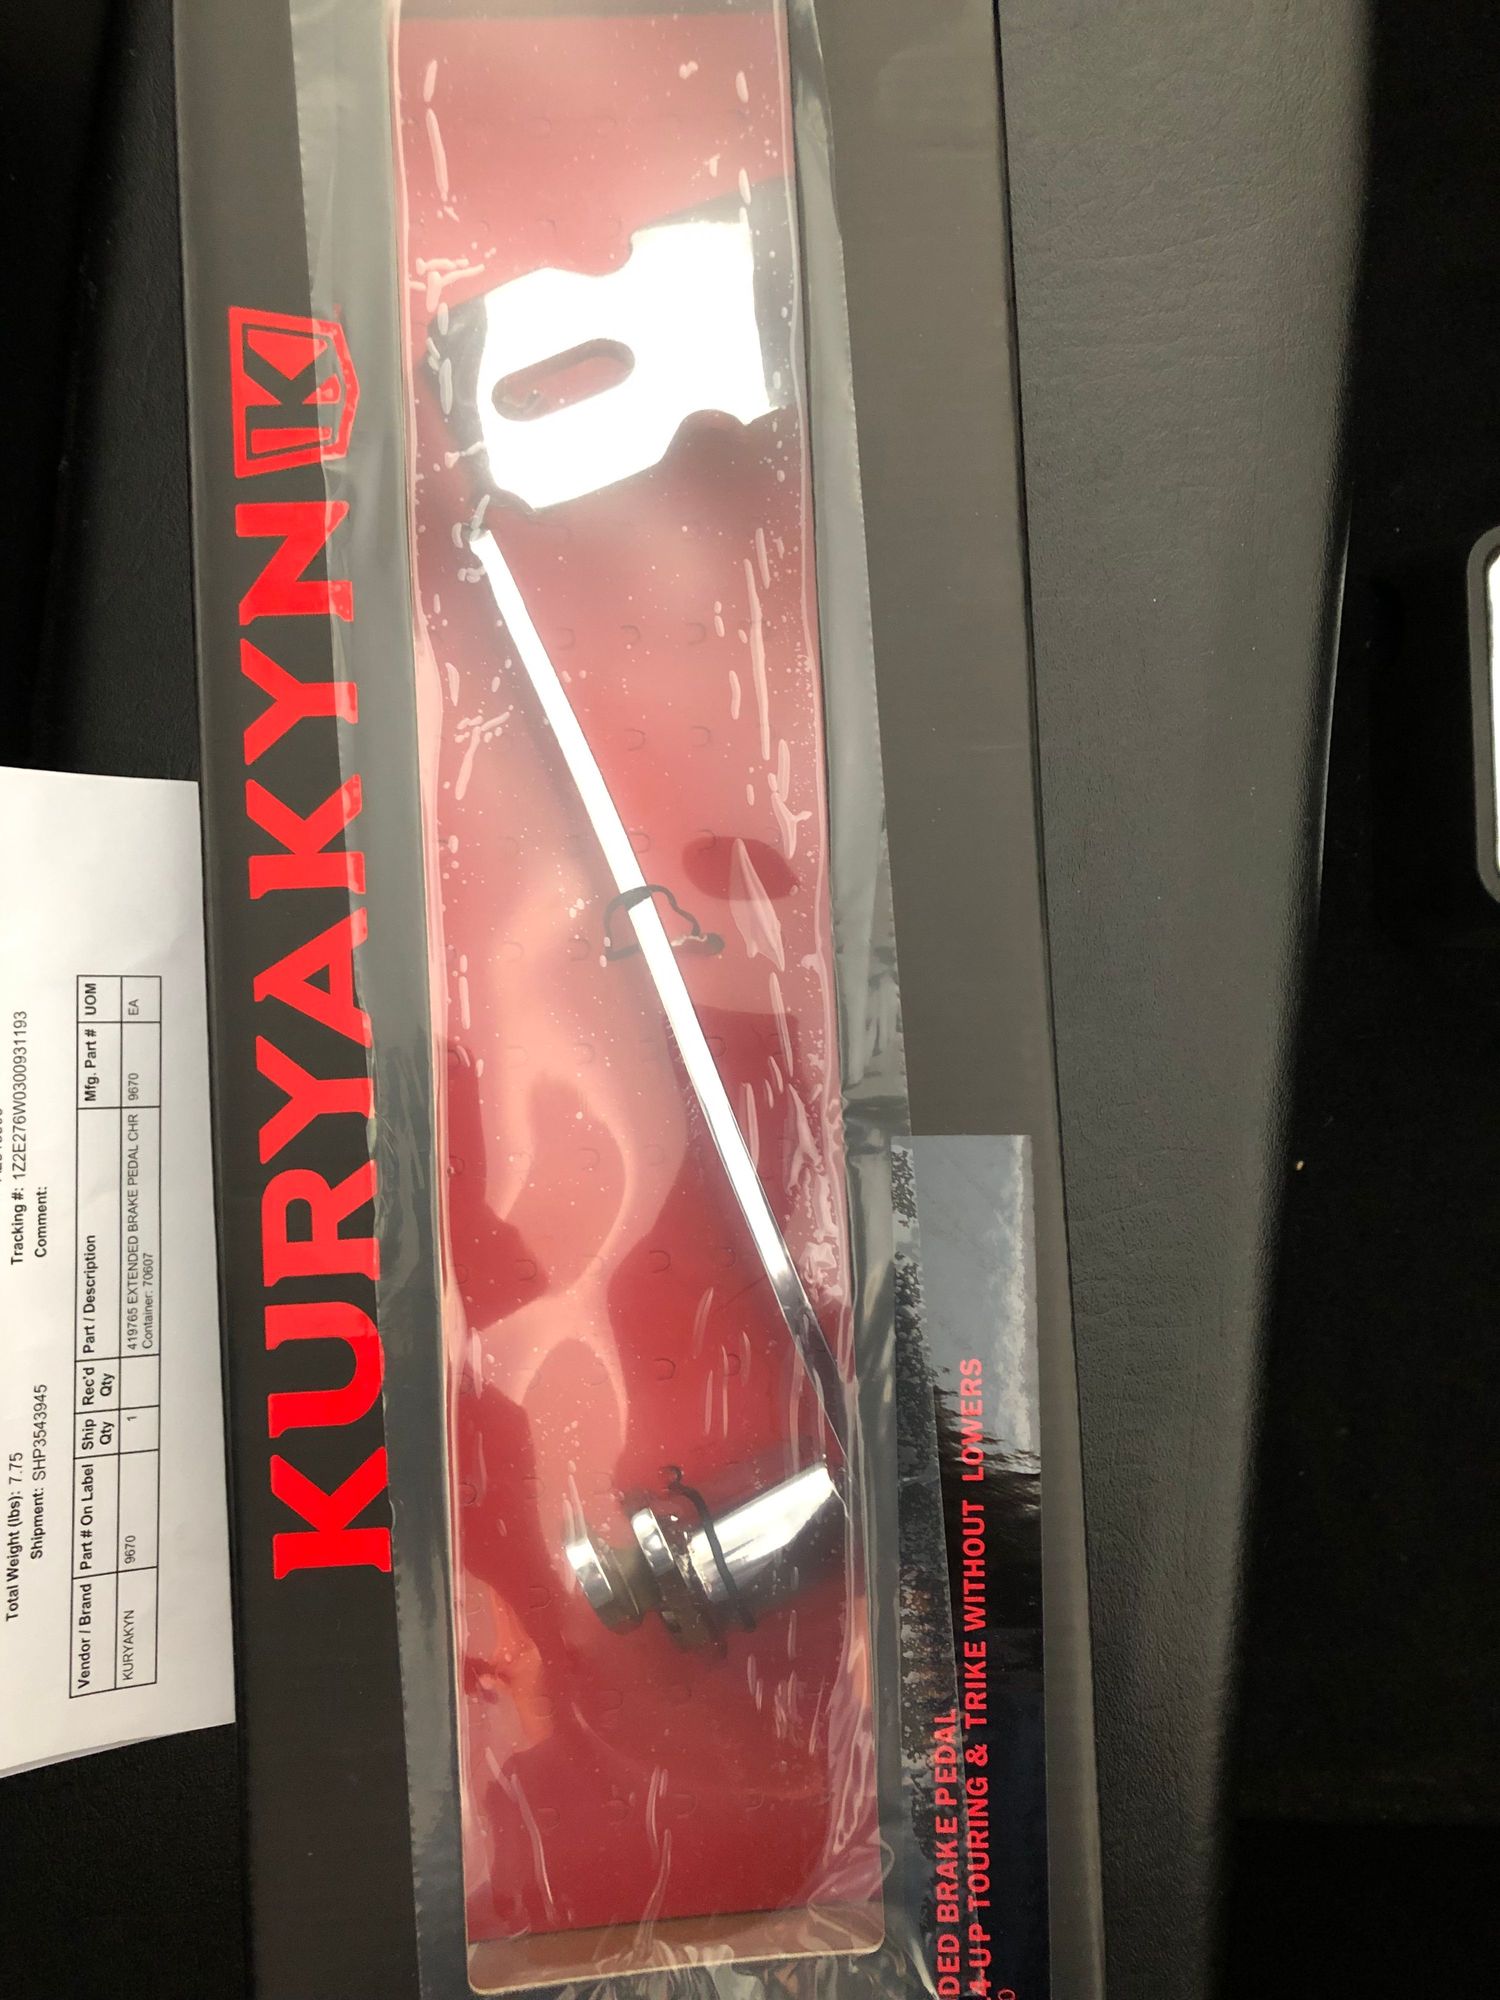 Total Weight (lbs): 7.75
Tracking #: 1Z2E276W0300931193
Shipment: SHP3543945
Comment:
Vendor / Brand Part # On Label Ship Qty Rec'd Qty Part / Description Mfg. Part # UOM
KURYAKYN 9670 1 419765 EXTENDED BRAKE PEDAL CHR 9670 EA
Container: 70607
KURYAKYN K
DED BRAKE PEDAL
4-UP TOURING & TRIKE WITHOUT LOWERS